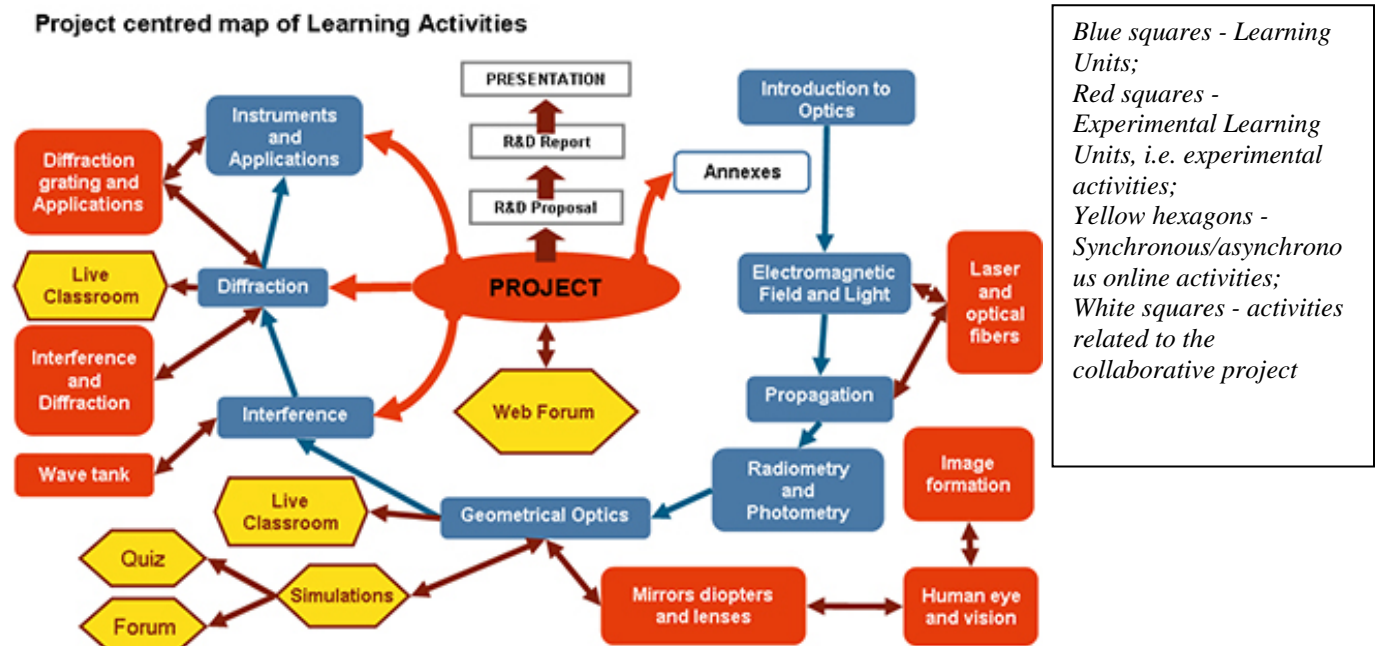 Project centred map of Learning Activities
PRESENTATION
R&D Report
R&D Proposal
PROJECT
Web Forum
Annexes
Introduction to
Optics
Electromagnetic
Field and Light
Laser
and
optical
fibers
Propagation
Radiometry
and
Photometry
Geometrical Optics
Live
Classroom
Simulations
Quiz
Forum
Mirrors diopters
and lenses
Human eye
and vision
Image
formation
Interference
Wave tank
Interference
and
Diffraction
Diffraction
Live
Classroom
Diffraction
grating and
Applications
Instruments
and
Applications
Blue squares - Learning
Units;
Red squares -
Experimental Learning
Units, i.e. experimental
activities;
Yellow hexagons -
Synchronous/asynchrono
us online activities;
White squares - activities
related to the
collaborative project